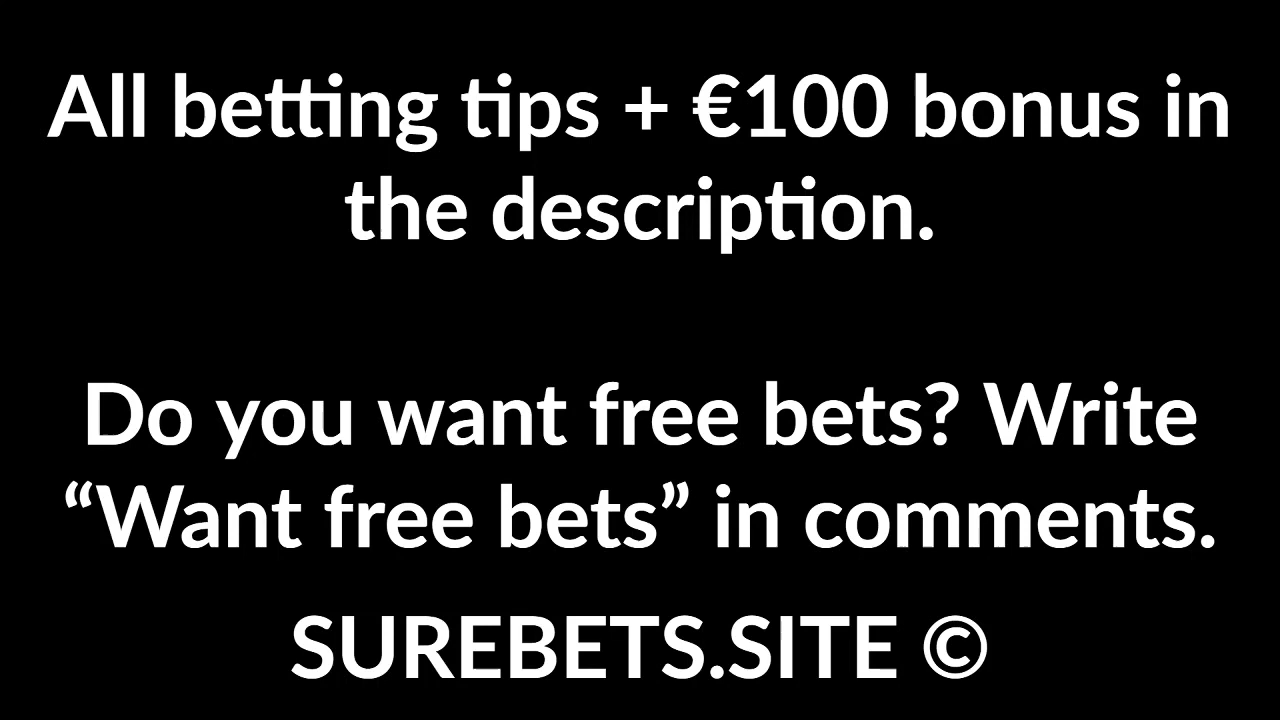 All betting tips + €100 bonus in
the description.
Do you want free bets? Write
“Want free bets” in comments.
SUREBETS.SITE ©